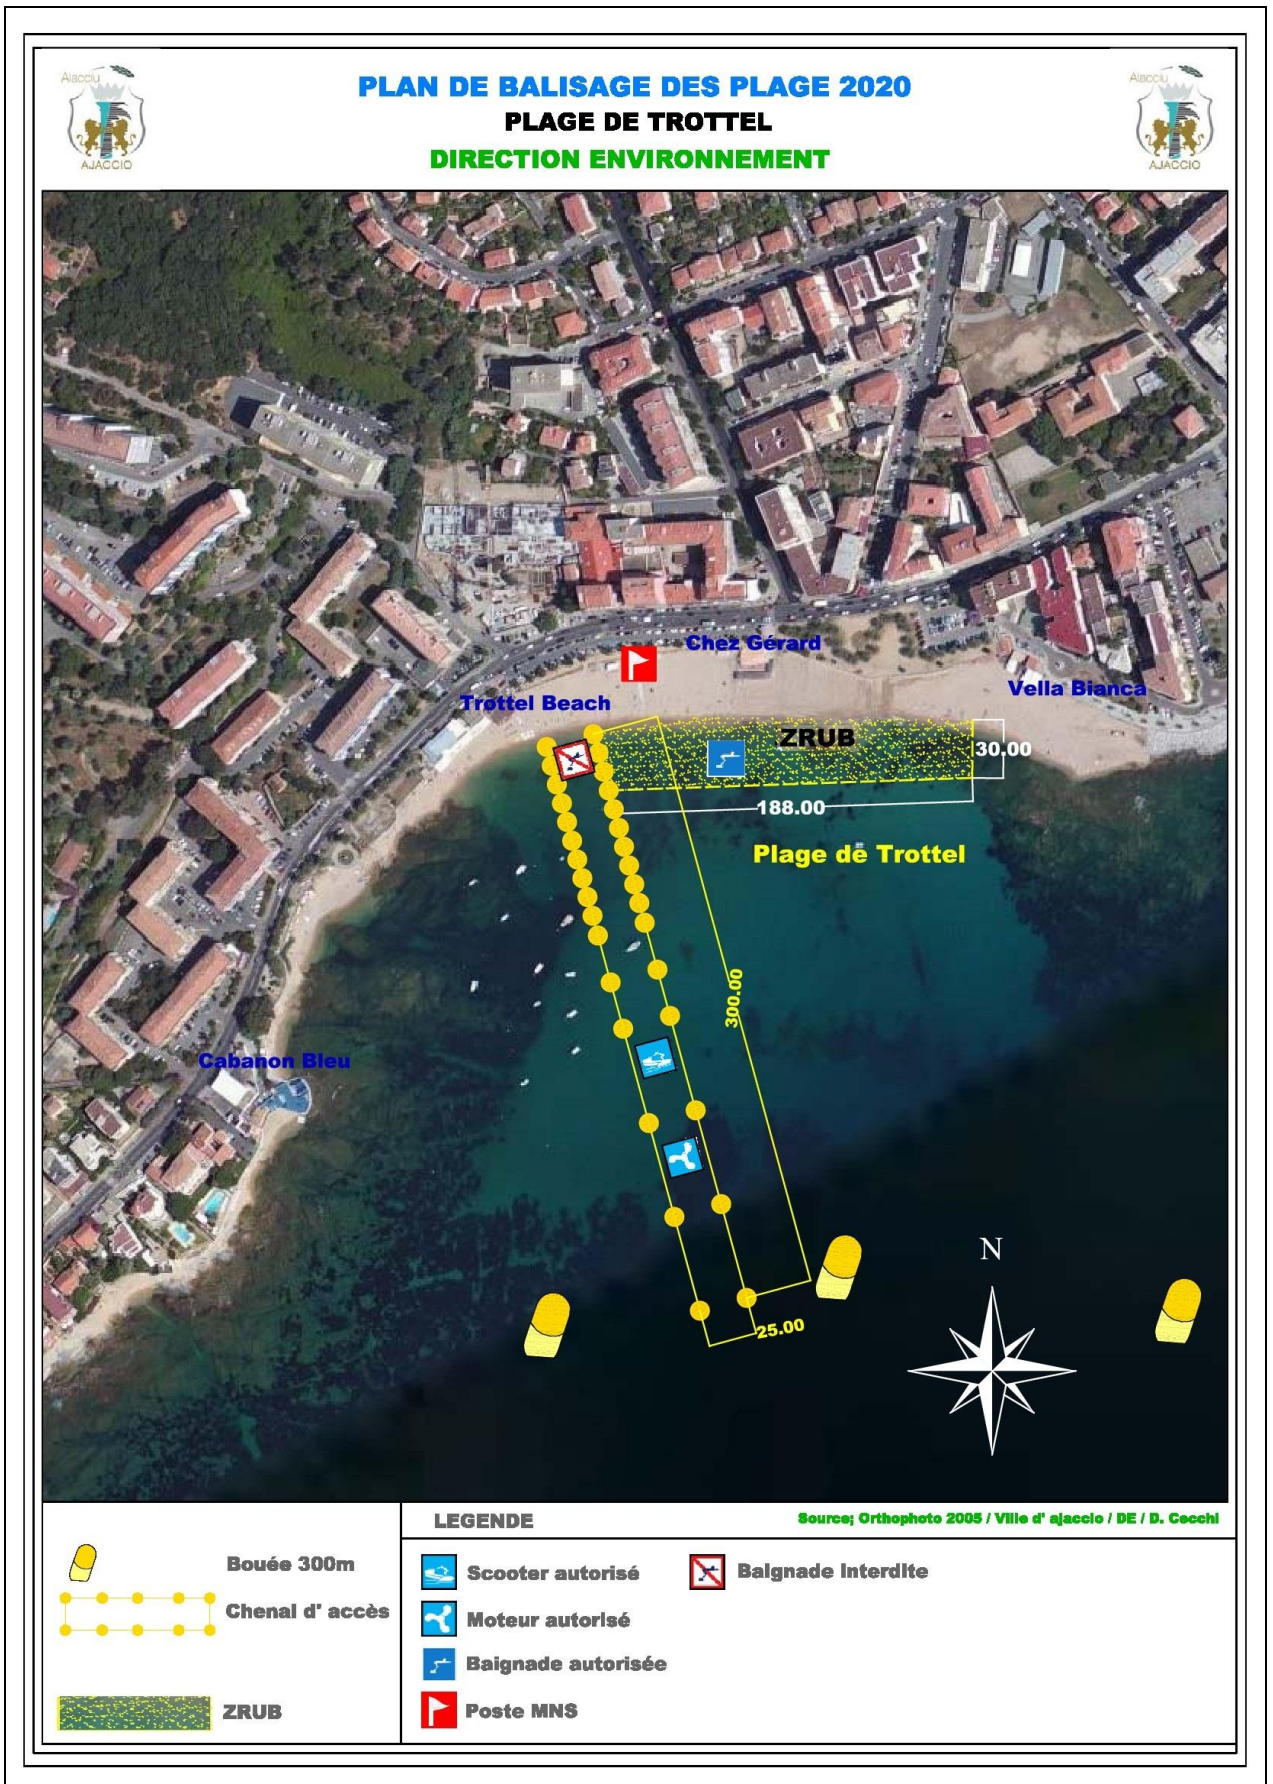 Aiacciu
AJACCIO
PLAN DE BALISAGE DES PLAGE 2020
PLAGE DE TROTTEL
DIRECTION ENVIRONNEMENT
Aiacciu
AJACCIO
Chez Gérard
Trottel Beach
Vella Bianca
ZRUB
30.00
188.00
Plage de Trottel
300.00
Cabanon Bleu
N
25.00
LEGENDE
Source; Orthophoto 2005 / Ville d' ajaccio / DE / D. Cecchi
Bouée 300m
Chenal d' accès
ZRUB
Scooter autorisé
Moteur autorisé
Baignade autorisée
Poste MNS
Baignade Interdite